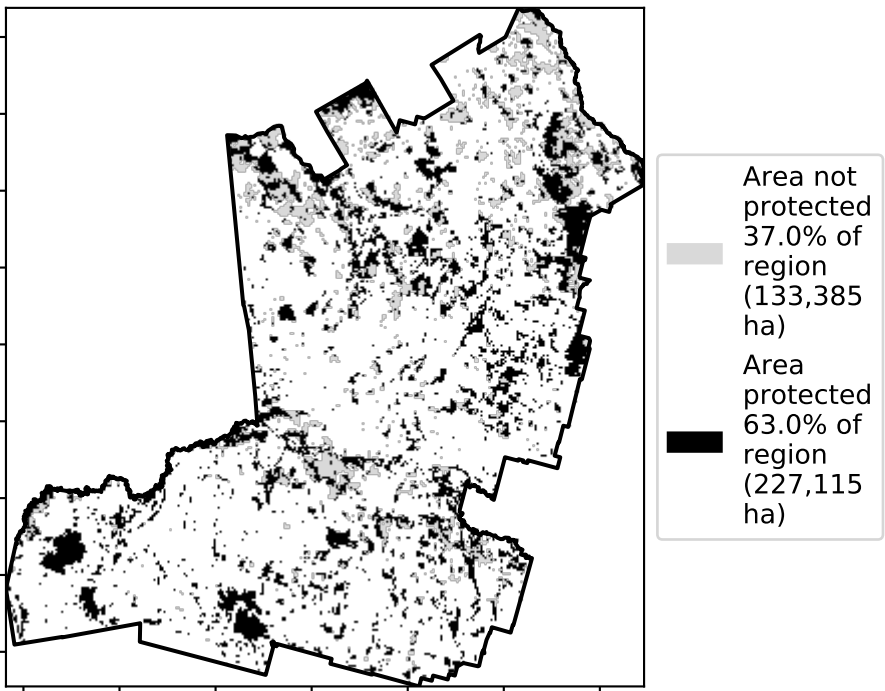 Area not
protected
37.0% of
region
(133,385
ha)
Area
protected
63.0% of
region
(227,115
ha)